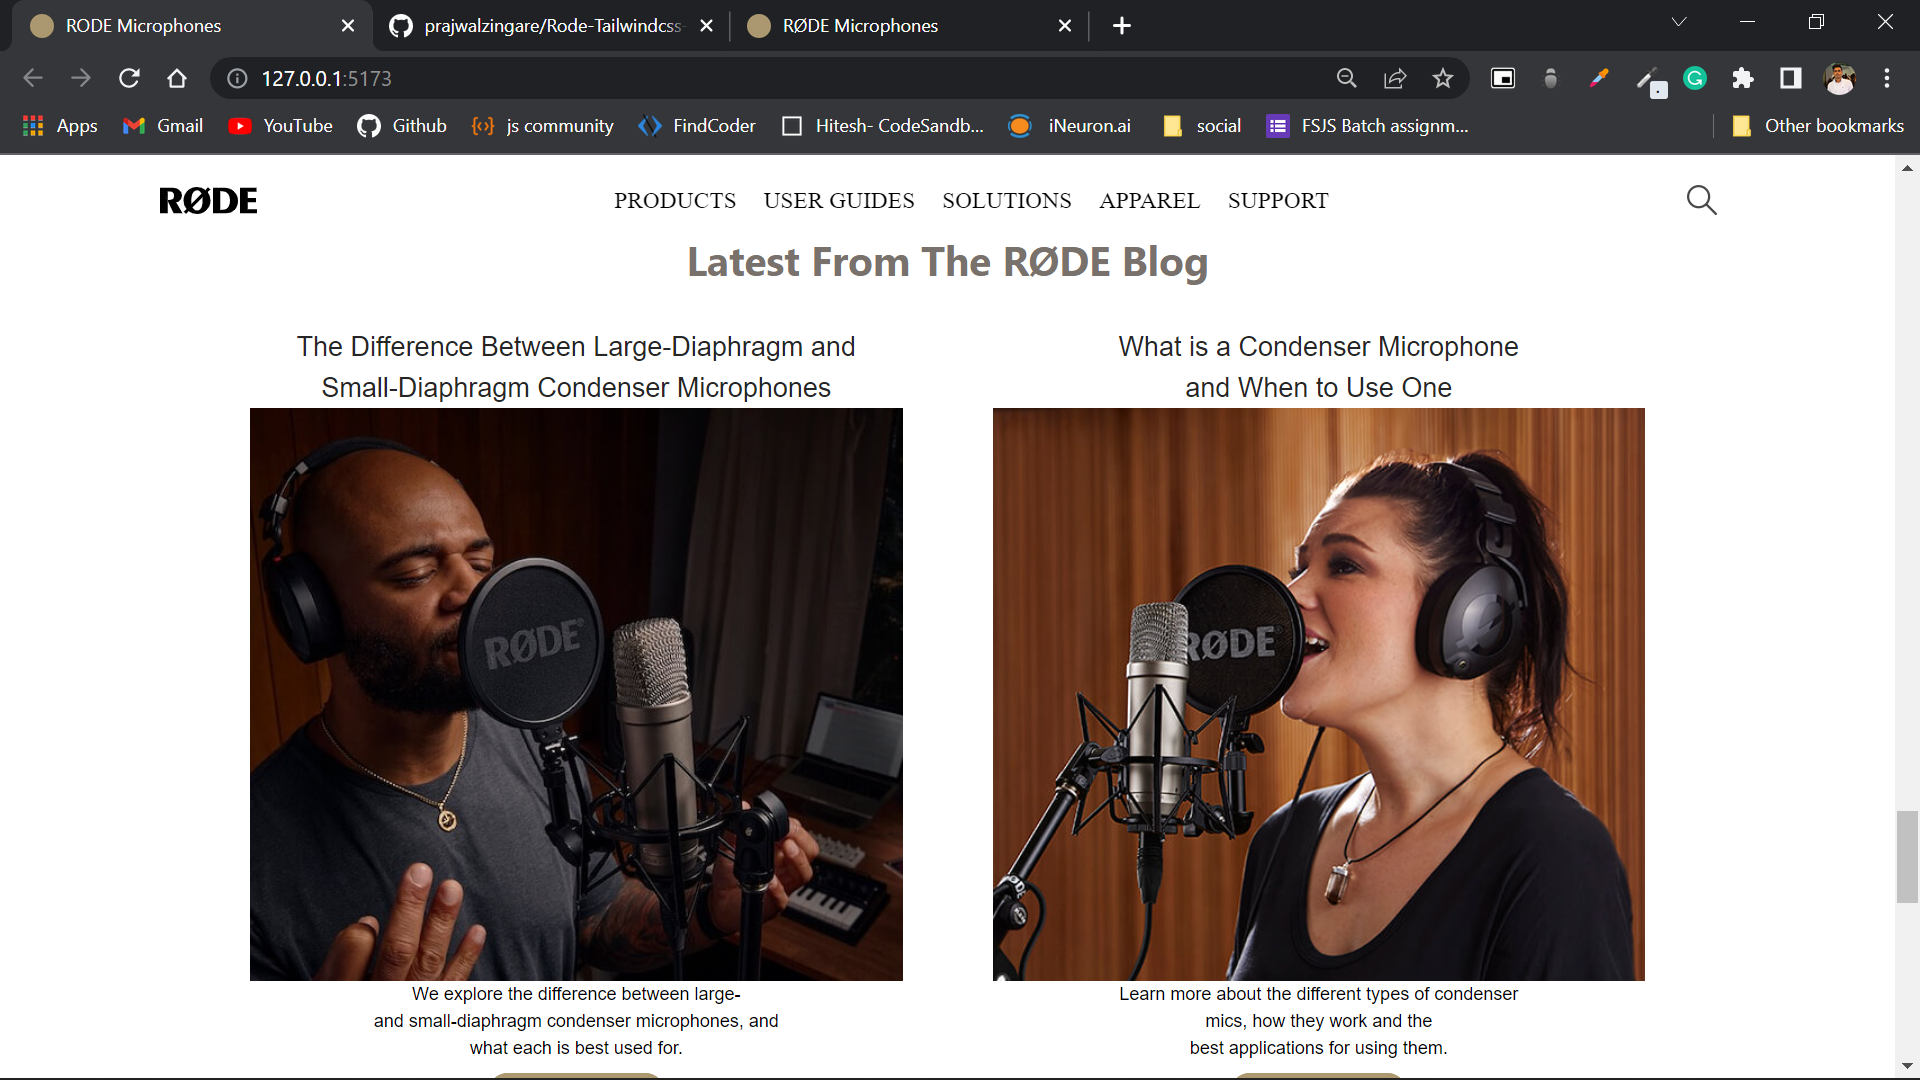 RODE Microphones
prajwalzingare/Rode-Tailwindcss-
RØDE Microphones
127.0.0.1:5173
Apps
Gmail
YouTube
Github
js community
FindCoder
Hitesh- CodeSandb...
iNeuron.ai
social
FSJS Batch assignm...
Other bookmarks
RØDE
PRODUCTS
USER GUIDES
SOLUTIONS
APPAREL
SUPPORT
Latest From The RØDE Blog
The Difference Between Large-Diaphragm and
Small-Diaphragm Condenser Microphones
RØDE
We explore the difference between large-
and small-diaphragm condenser microphones, and
what each is best used for.
What is a Condenser Microphone
and When to Use One
RØDE
RØDE
Learn more about the different types of condenser
mics, how they work and the
best applications for using them.